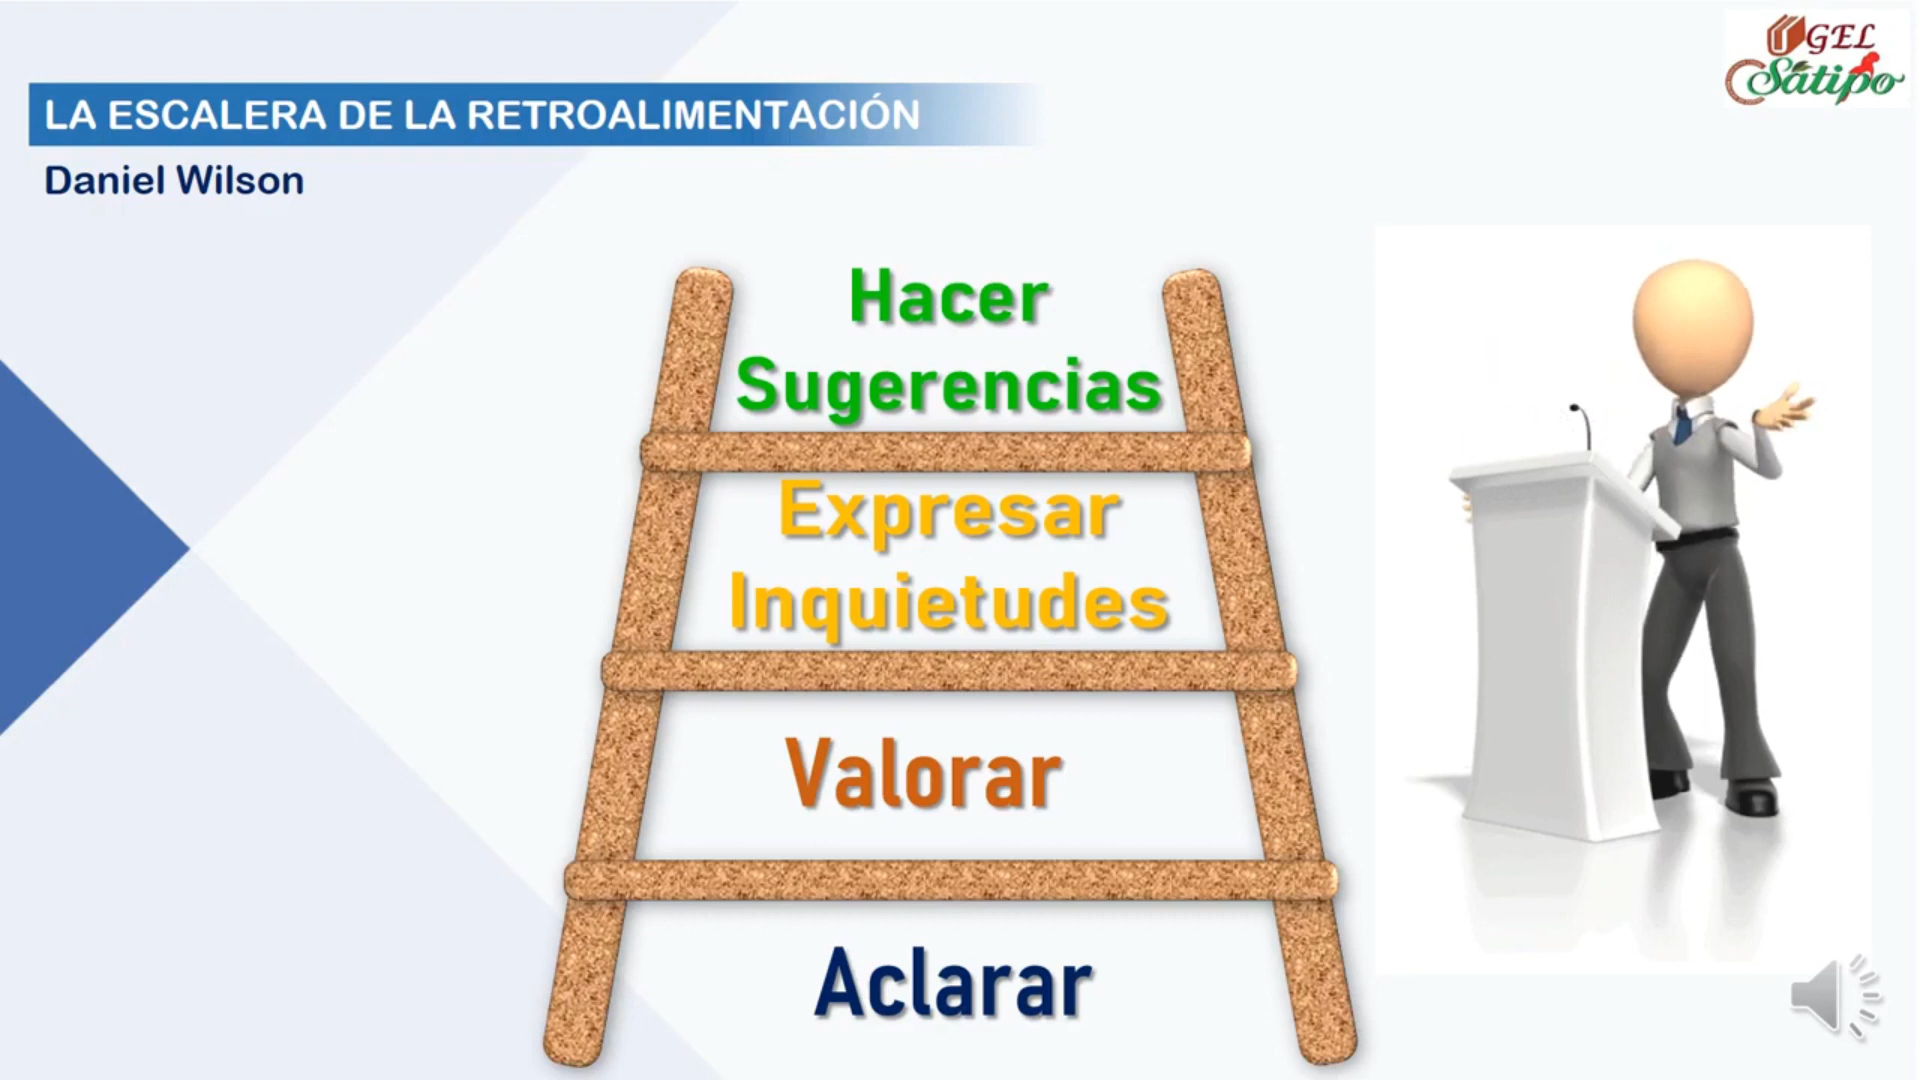 UGEL
Satipo
LA ESCALERA DE LA RETROALIMENTACIÓN
Daniel Wilson
Hacer
Sugerencias
Expresar
Inquietudes
Valorar
Aclarar